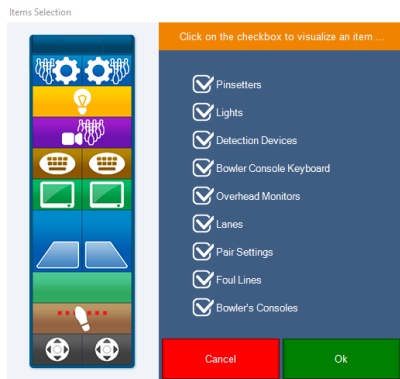 Items Selection
Click on the checkbox to visualize an item ...
Pinsetters
Lights
Detection Devices
Bowler Console Keyboard
Overhead Monitors
Lanes
Pair Settings
Foul Lines
Bowler's Consoles
Cancel
Ok